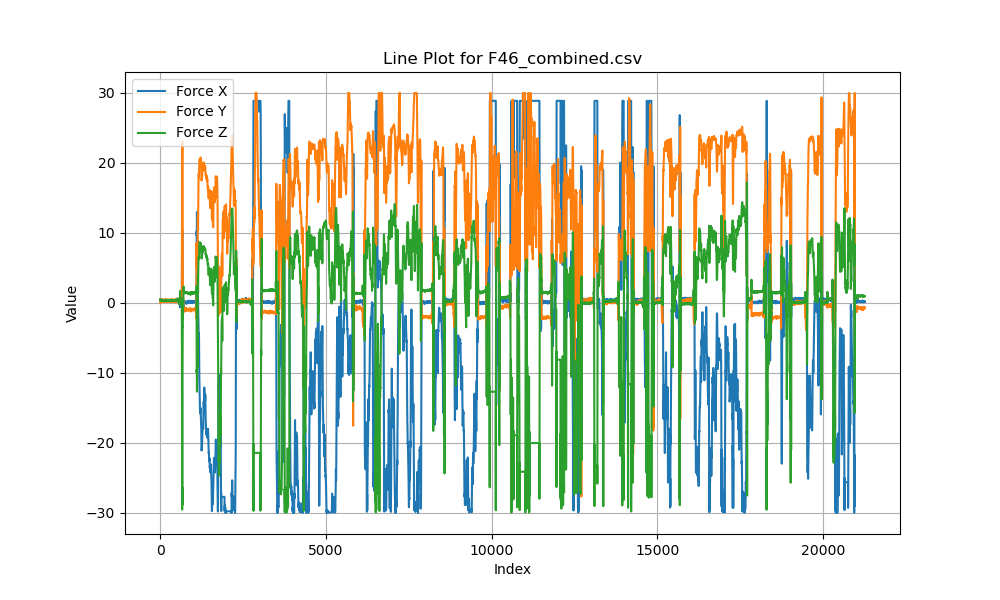 Line Plot for F46_combined.csv
Force X
Force Y
Force Z
Value
30
20
10
0
−10
−20
−30
0 5000 10000 15000 20000
Index